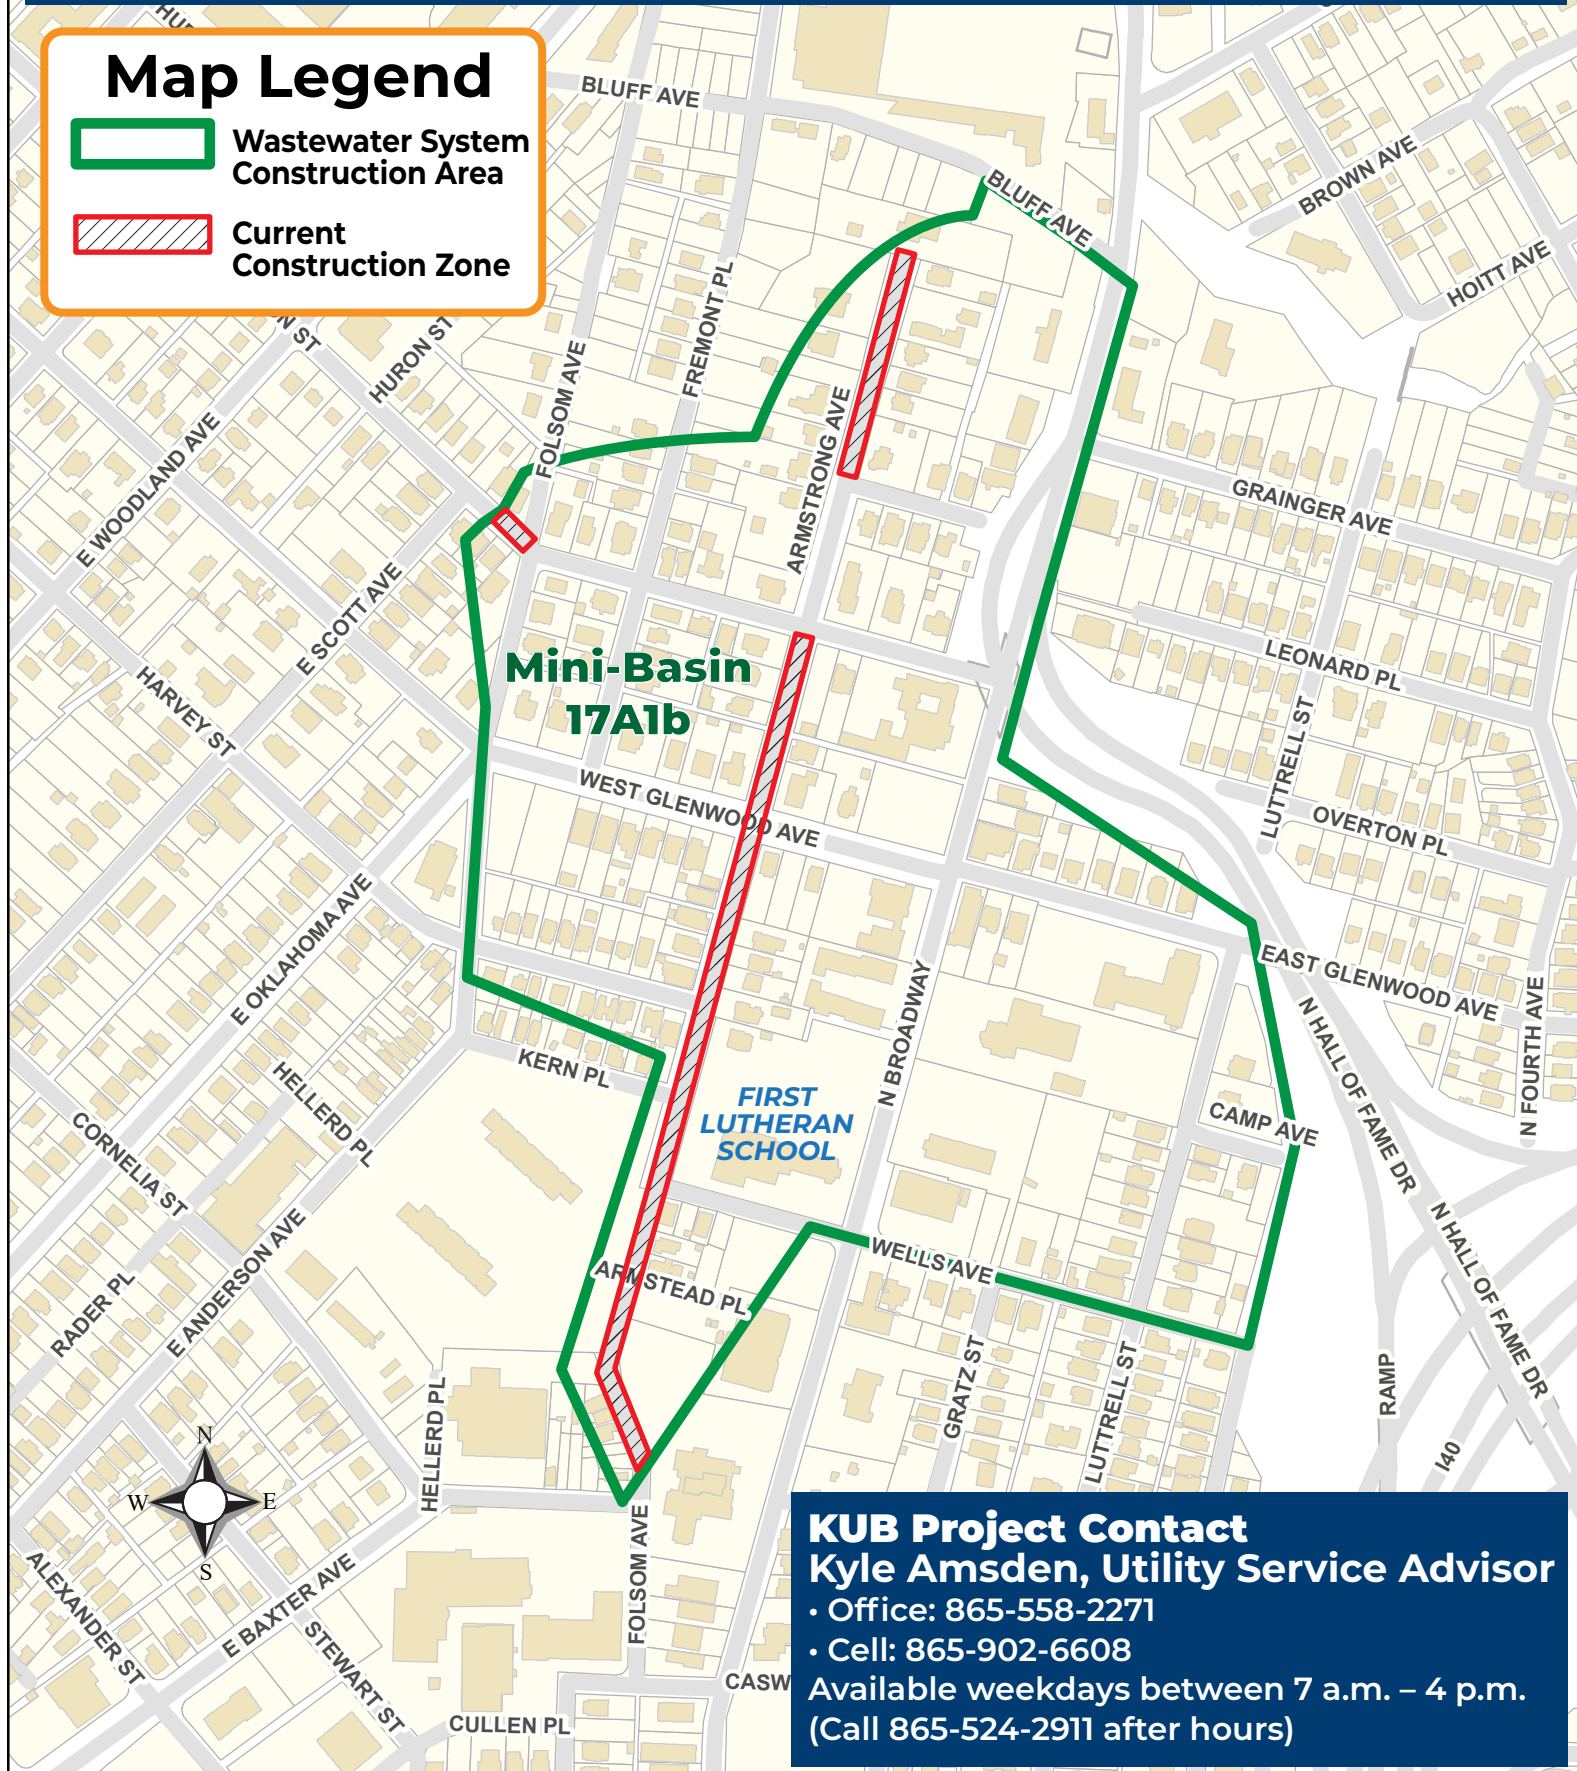 Map Legend
Wastewater System
Construction Area
Current
Construction Zone
BLUFF AVE
BLUFF AVE
BROWN AVE
HOITT AVE
HURON ST
FOLSOM AVE
FREMONT PL
ARMSTRONG AVE
E WOODLAND AVE
E SCOTT AVE
HARVEY ST
GRAINGER AVE
LEONARD PL
LUTTRELL ST
OVERTON PL
Mini-Basin
17A1b
WEST GLENWOOD AVE
EAST GLENWOOD AVE
E OKLAHOMA AVE
N BROADWAY
N HALL OF FAME DR
N FOURTH AVE
KERN PL
HELLERD PL
CORNELIA ST
FIRST
LUTHERAN
SCHOOL
CAMP AVE
N HALL OF FAME DR
WELLS AVE
ARMSTEAD PL
RADER PL
E ANDERSON AVE
HELLERD PL
GRATZ ST
LUTTRELL ST
RAMP
I40
N
W
E
S
FOLSOM AVE
ALEXANDER ST
E BAXTER AVE
STEWART ST
CULLEN PL
CASW
KUB Project Contact
Kyle Amsden, Utility Service Advisor
• Office: 865-558-2271
• Cell: 865-902-6608
Available weekdays between 7 a.m. – 4 p.m.
(Call 865-524-2911 after hours)